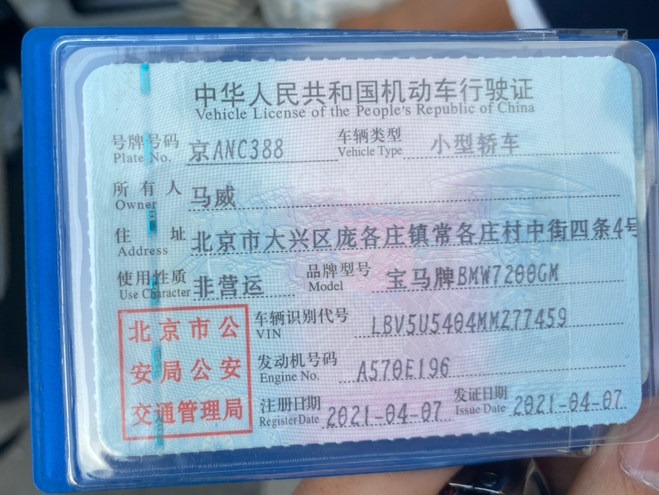 中华人民共和国机动车行驶证
Vehicle License of the People's Republic of China
号牌号码 京ANC388 车辆类型 小型轿车
Plate No. Vehicle Type
所有人 马威
Owner
住址 北京市大兴区庞各庄镇常各庄村中街四条4号
Address
使用性质 非营运 品牌型号 宝马牌BMW7200GM
Use Character Model
北京市公 车辆识别代号 LBV5U5404MMZ77459
VIN
安局公安 发动机号码 A570E196
Engine No.
交通管理局 注册日期 2021-04-07 发证日期 2021-04-07
Register Date Issue Date